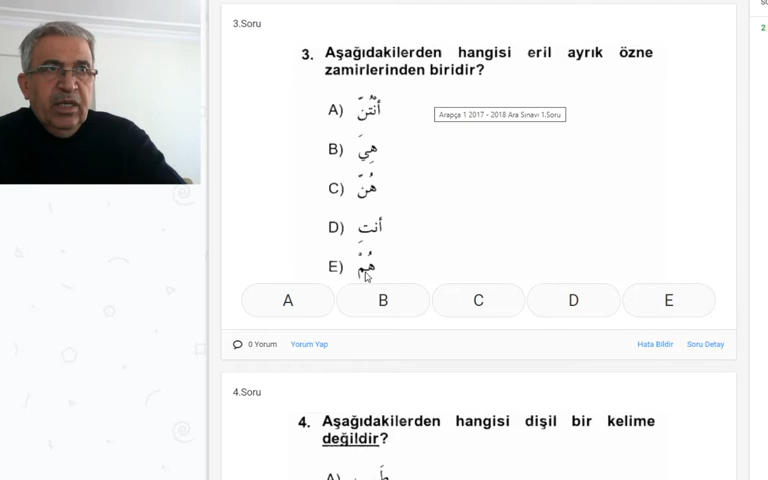 3.Soru
3. Aşağıdakilerden hangisi eril ayrık özne
zamirlerinden biridir?
A) أَنْتُنَّ
Arapça 1 2017 - 2018 Ara Sınavı 1.Soru
B) هِيَ
C) هُنَّ
D) أنتِ
E) هُمْ
A B C D E
0 Yorum Yorum Yap Hata Bildir Soru Detay
4.Soru
4. Aşağıdakilerden hangisi dişil bir kelime
değildir?
A)